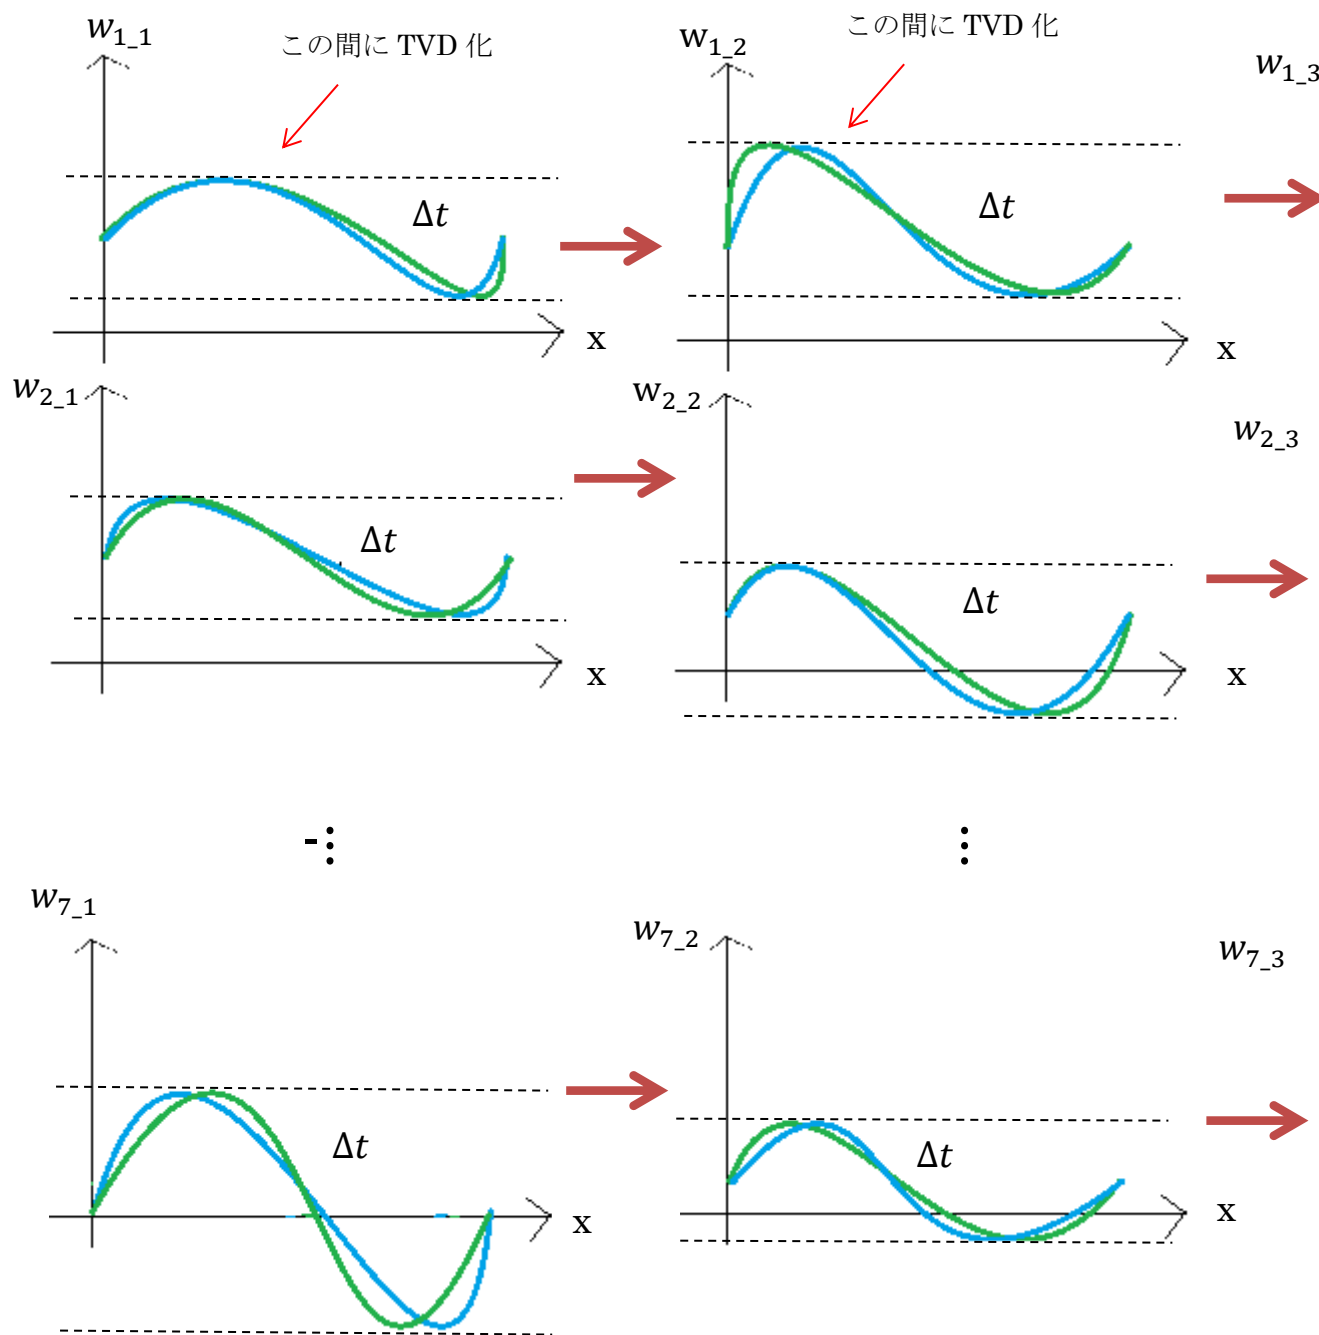 w₁_₁
この間に TVD 化
w₁_₂
この間に TVD 化
w₁_₃
Δt
Δt
x
x
w₂_₁
w₂_₂
w₂_₃
Δt
Δt
x
x
⋮
⋮
w₇_₁
w₇_₂
w₇_₃
Δt
Δt
x
x